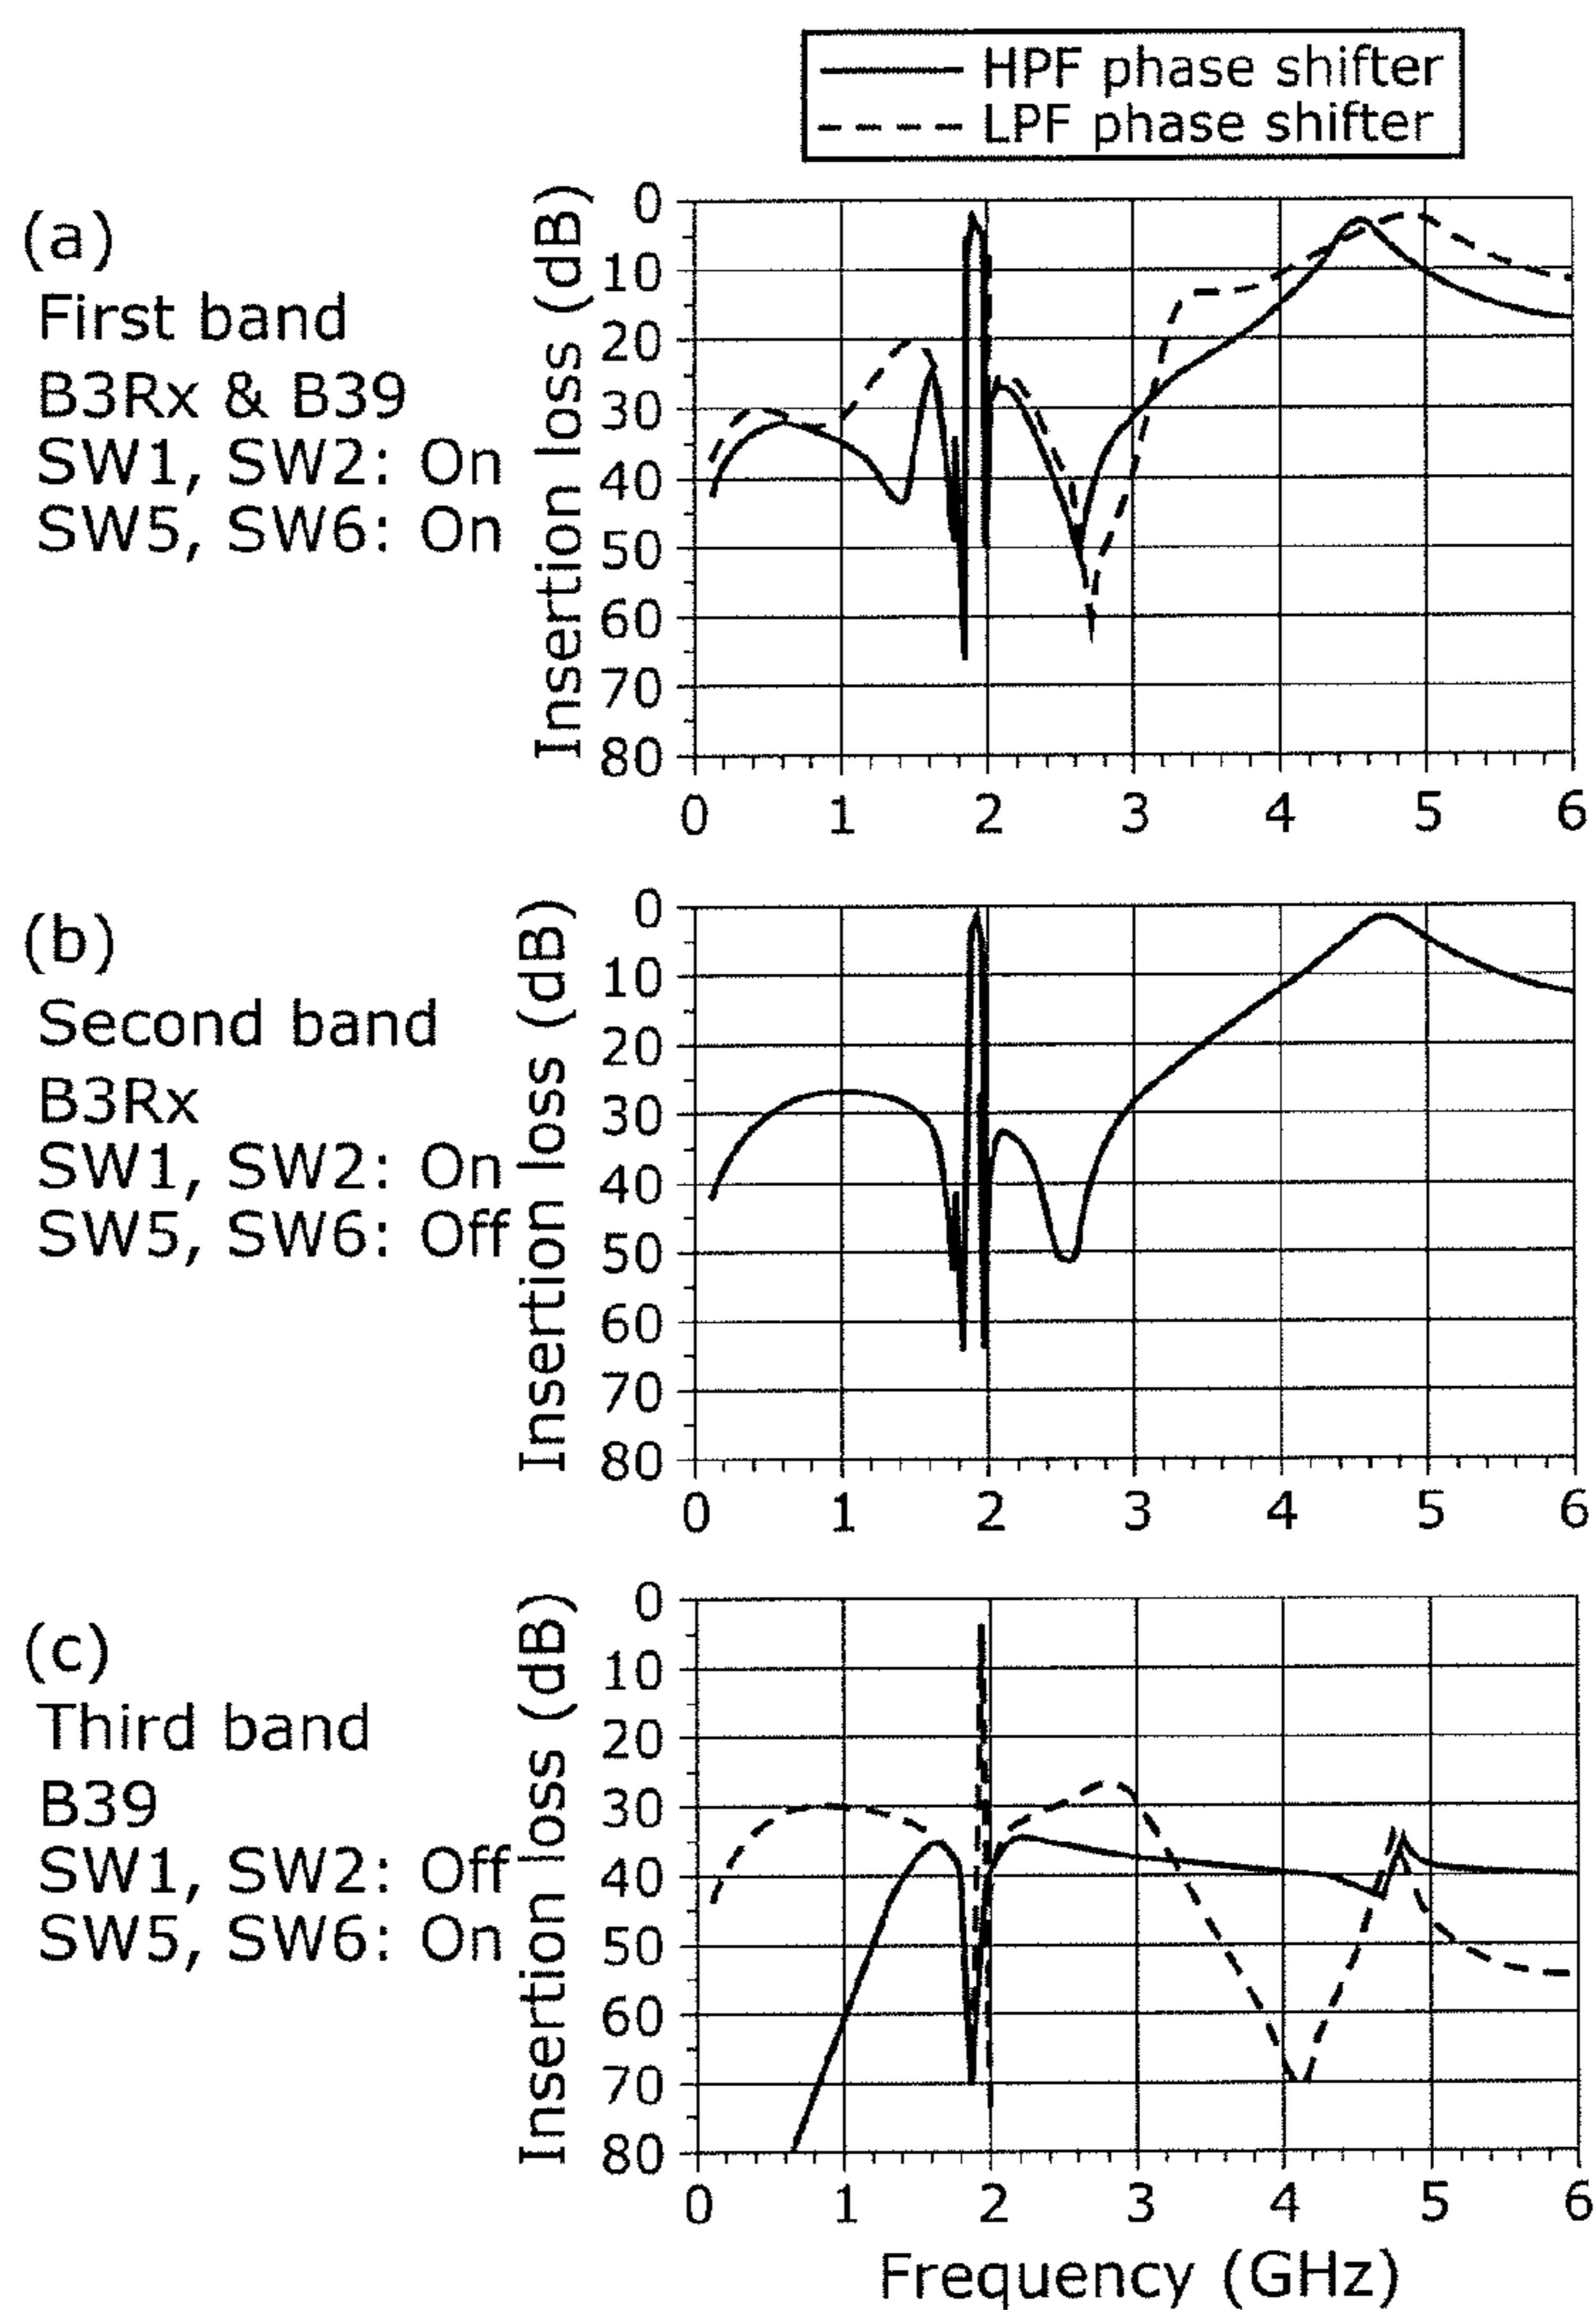 HPF phase shifter
LPF phase shifter
(a)
First band
B3Rx & B39
SW1, SW2: On
SW5, SW6: On
Insertion loss (dB)
0
10
20
30
40
50
60
70
80
0 1 2 3 4 5 6
(b)
Second band
B3Rx
SW1, SW2: On
SW5, SW6: Off
Insertion loss (dB)
0
10
20
30
40
50
60
70
80
0 1 2 3 4 5 6
(c)
Third band
B39
SW1, SW2: Off
SW5, SW6: On
Insertion loss (dB)
0
10
20
30
40
50
60
70
80
0 1 2 3 4 5 6
Frequency (GHz)